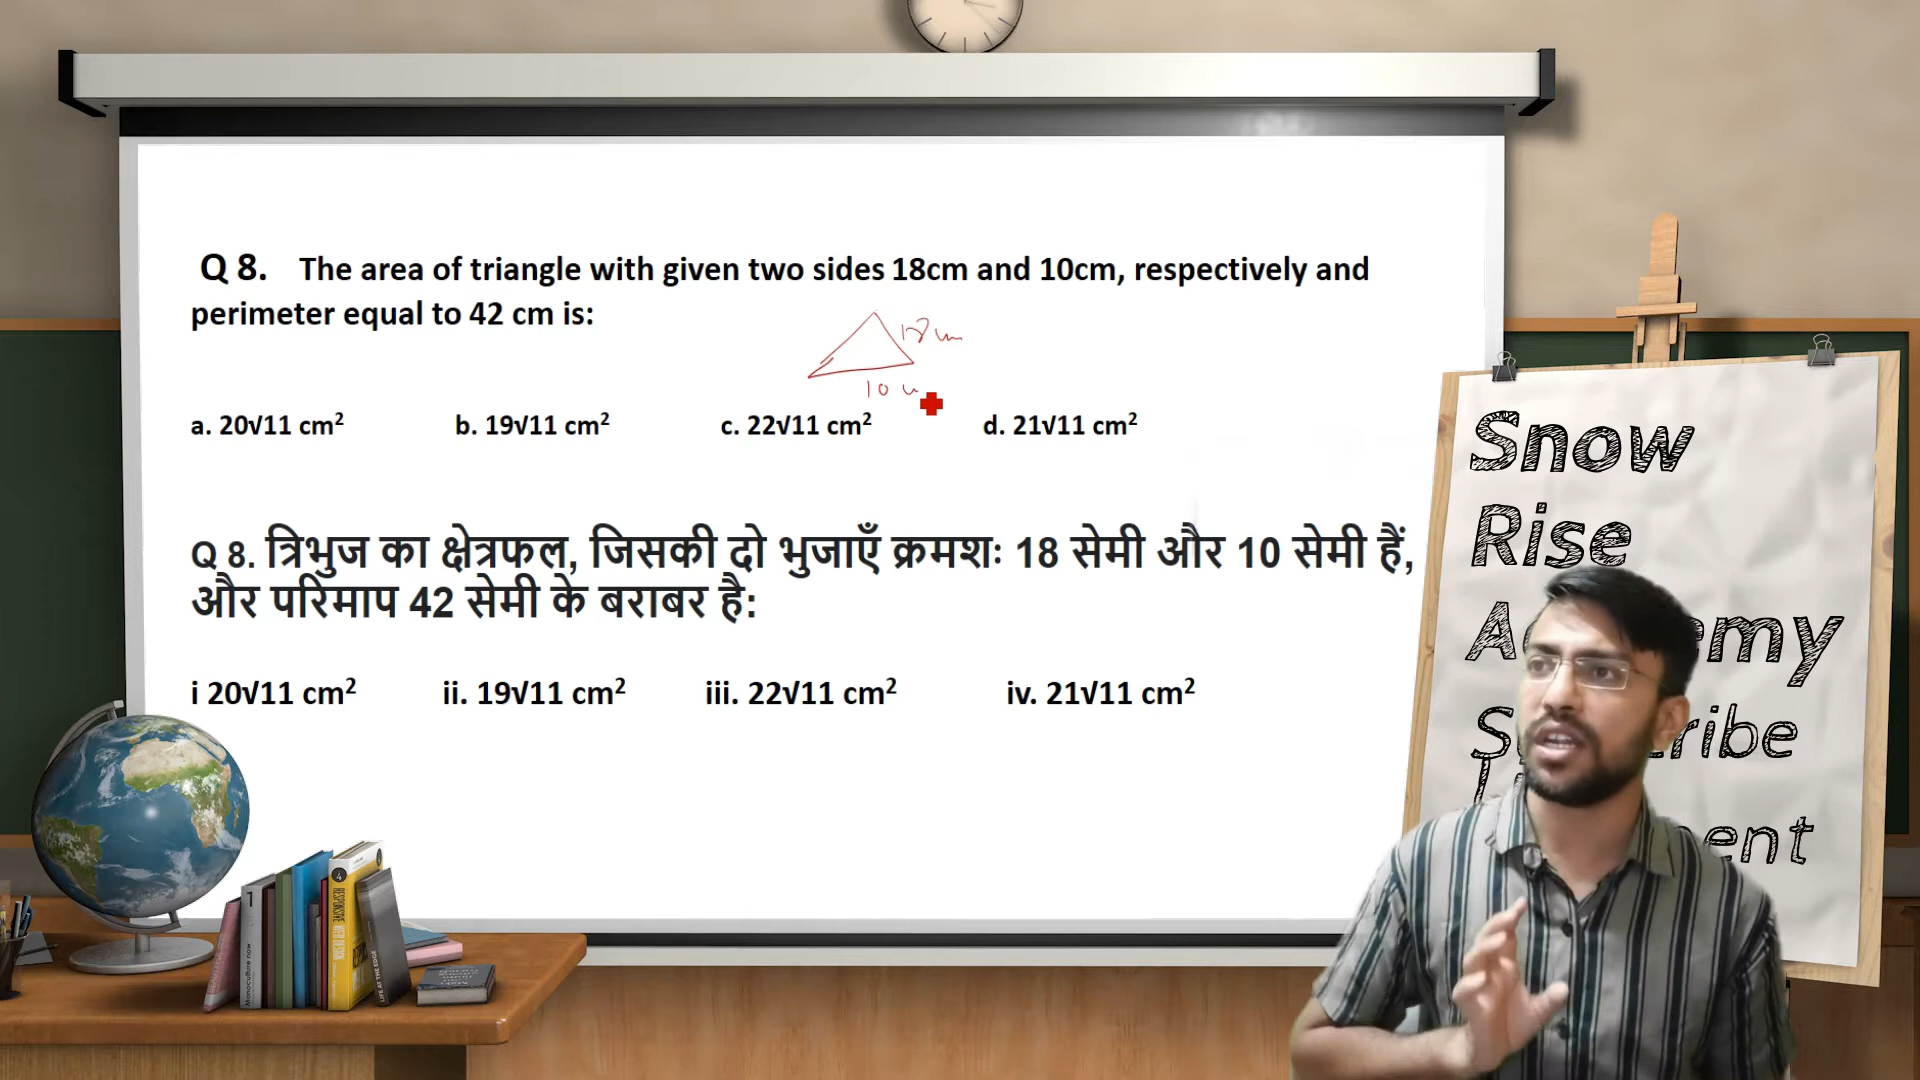 Q 8. The area of triangle with given two sides 18cm and 10cm, respectively and
perimeter equal to 42 cm is:
18 cm
10
a. 20√11 cm²
b. 19√11 cm²
c. 22√11 cm²
d. 21√11 cm²
Q 8. त्रिभुज का क्षेत्रफल, जिसकी दो भुजाएँ क्रमशः 18 सेमी और 10 सेमी हैं,
और परिमाप 42 सेमी के बराबर है:
i 20√11 cm²
ii. 19√11 cm²
iii. 22√11 cm²
iv. 21√11 cm²
Snow
Rise